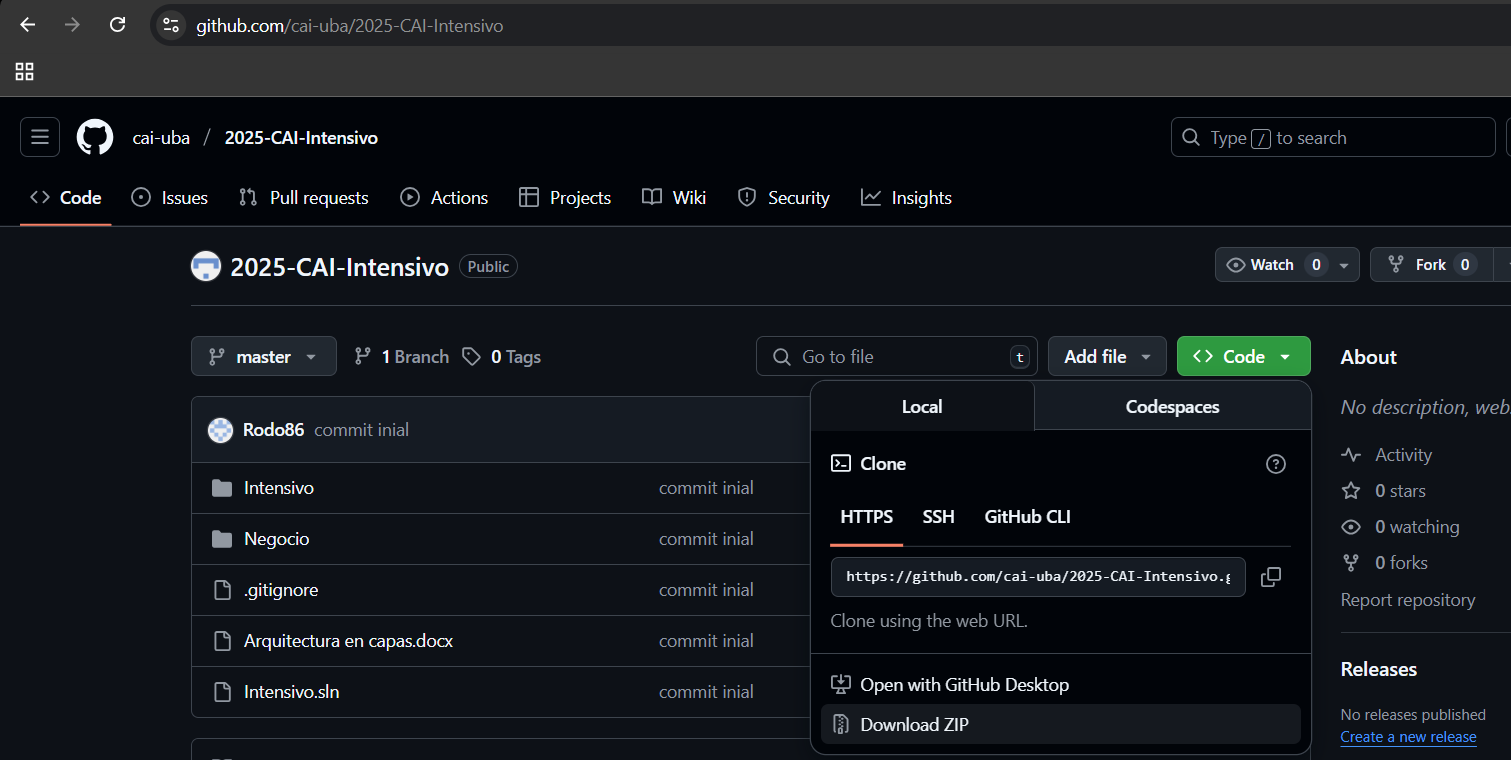 github.com/cai-uba/2025-CAI-Intensivo
cai-uba / 2025-CAI-Intensivo
Type / to search
Code Issues Pull requests Actions Projects Wiki Security Insights
2025-CAI-Intensivo Public
Watch 0 Fork 0
master 1 Branch 0 Tags Go to file t Add file Code
Rodo86 commit inial
Intensivo commit inial
Negocio commit inial
.gitignore commit inial
Arquitectura en capas.docx commit inial
Intensivo.sln commit inial
Local Codespaces
Clone
HTTPS SSH GitHub CLI
https://github.com/cai-uba/2025-CAI-Intensivo.g
Clone using the web URL.
Open with GitHub Desktop
Download ZIP
About
No description, web
Activity
0 stars
0 watching
0 forks
Report repository
Releases
No releases published
Create a new release